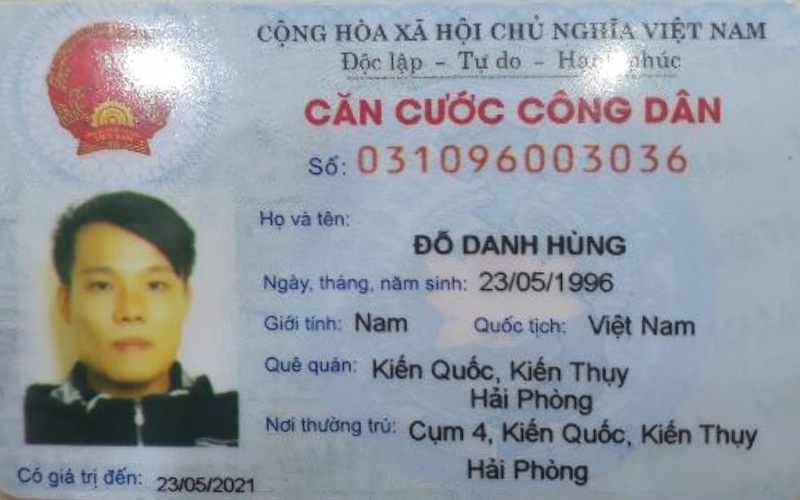 CỘNG HÒA XÃ HỘI CHỦ NGHĨA VIỆT NAM
Độc lập - Tự do - Hạnh phúc
CĂN CƯỚC CÔNG DÂN
Số: 031096003036
Họ và tên:
ĐỖ DANH HÙNG
Ngày, tháng, năm sinh: 23/05/1996
Giới tính: Nam Quốc tịch: Việt Nam
Quê quán: Kiến Quốc, Kiến Thụy
Hải Phòng
Nơi thường trú: Cụm 4, Kiến Quốc, Kiến Thụy
Hải Phòng
Có giá trị đến: 23/05/2021